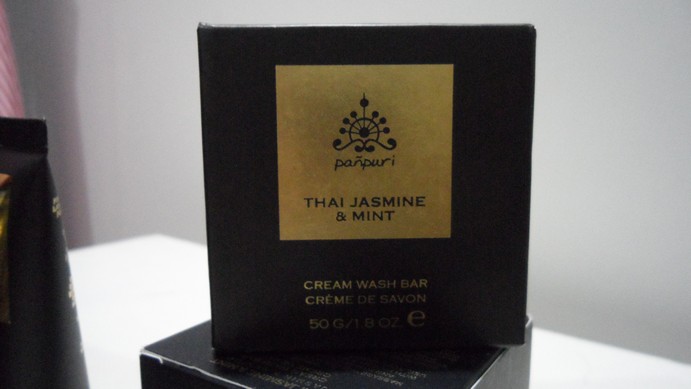 pañpuri
THAI JASMINE
& MINT
CREAM WASH BAR
CRÈME DE SAVON
50 G/1.8 OZ. e